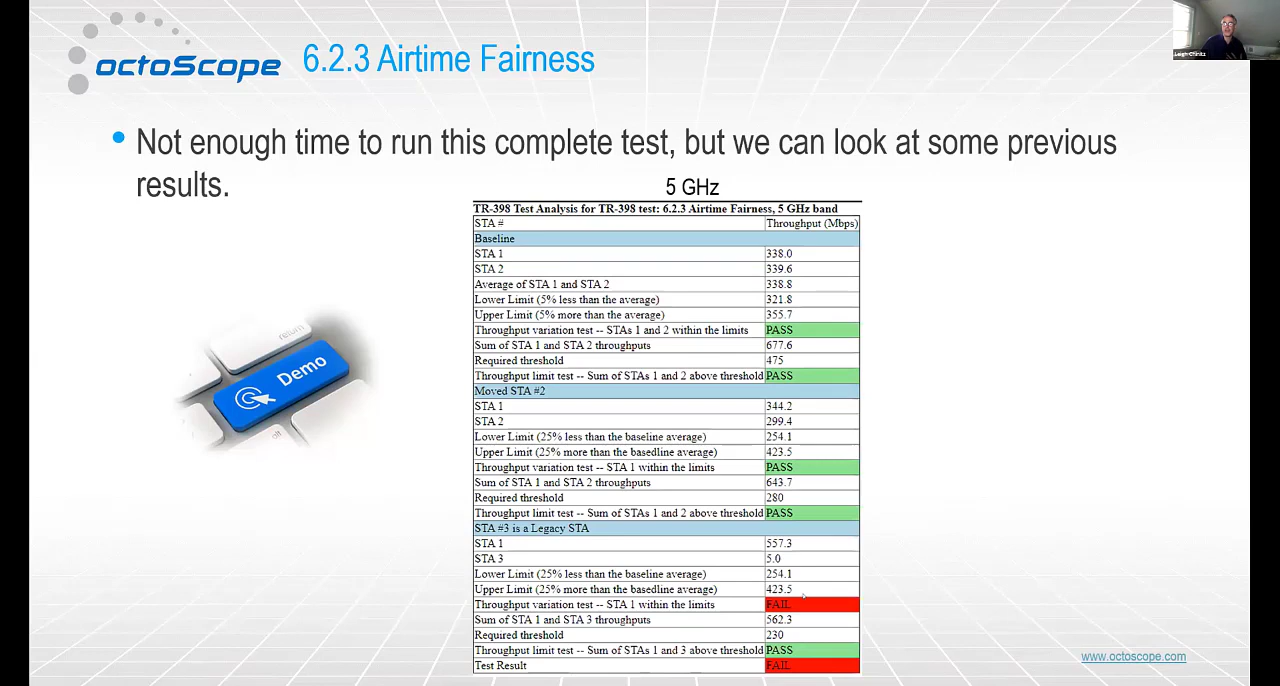 octoScope
6.2.3 Airtime Fairness
Leigh Chinitz
• Not enough time to run this complete test, but we can look at some previous
results.
5 GHz
TR-398 Test Analysis for TR-398 test: 6.2.3 Airtime Fairness, 5 GHz band
STA # Throughput (Mbps)
Baseline
STA 1 338.0
STA 2 339.6
Average of STA 1 and STA 2 338.8
Lower Limit (5% less than the average) 321.8
Upper Limit (5% more than the average) 355.7
Throughput variation test -- STAs 1 and 2 within the limits PASS
Sum of STA 1 and STA 2 throughputs 677.6
Required threshold 475
Throughput limit test -- Sum of STAs 1 and 2 above threshold PASS
Moved STA #2
STA 1 344.2
STA 2 299.4
Lower Limit (25% less than the baseline average) 254.1
Upper Limit (25% more than the basedline average) 423.5
Throughput variation test -- STA 1 within the limits PASS
Sum of STA 1 and STA 2 throughputs 643.7
Required threshold 280
Throughput limit test -- Sum of STAs 1 and 2 above threshold PASS
STA #3 is a Legacy STA
STA 1 557.3
STA 3 5.0
Lower Limit (25% less than the baseline average) 254.1
Upper Limit (25% more than the basedline average) 423.5
Throughput variation test -- STA 1 within the limits FAIL
Sum of STA 1 and STA 3 throughputs 562.3
Required threshold 230
Throughput limit test -- Sum of STAs 1 and 3 above threshold PASS
Test Result FAIL
return
Demo
alt
www.octoscope.com